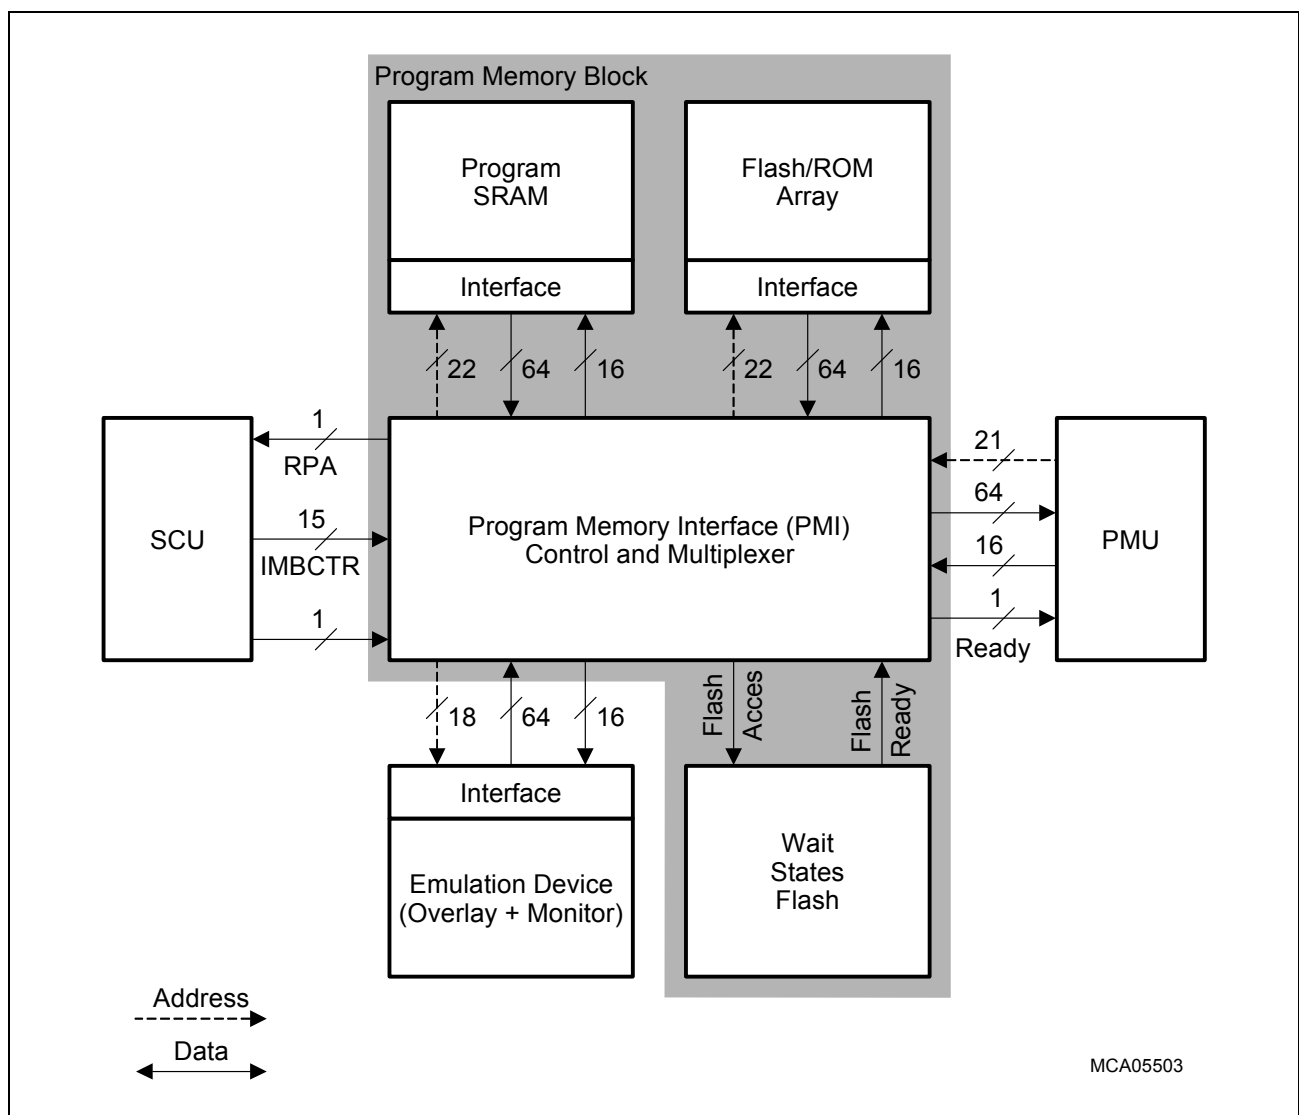 Program Memory Block
Program
SRAM
Flash/ROM
Array
Interface
Interface
22
64
16
22
64
16
1
RPA
15
IMBCTR
1
SCU
Program Memory Interface (PMI)
Control and Multiplexer
21
64
16
1
Ready
PMU
18
64
16
Flash
Acces
Flash
Ready
Interface
Emulation Device
(Overlay + Monitor)
Wait
States
Flash
Address
Data
MCA05503